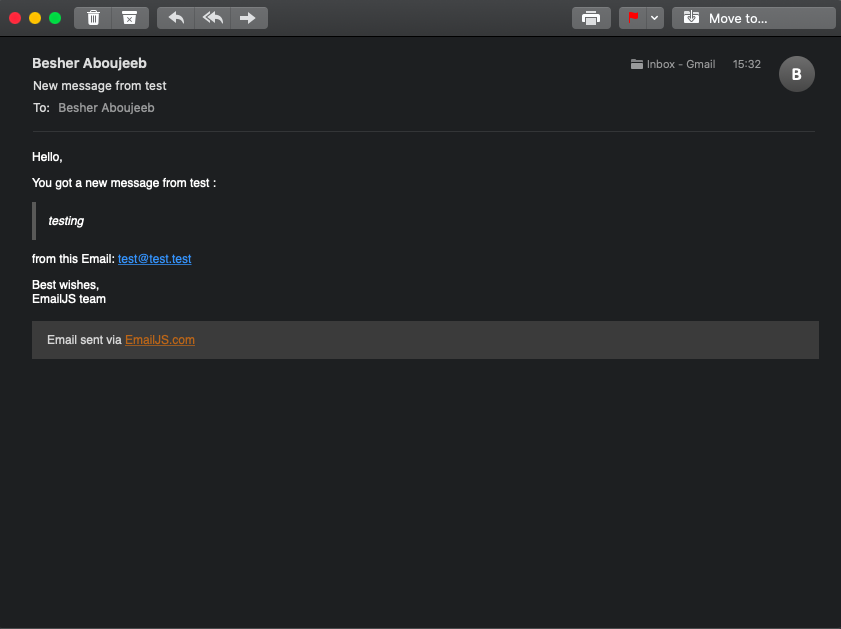 Move to...
Besher Aboujeeb
Inbox - Gmail
15:32
B
New message from test
To: Besher Aboujeeb
Hello,
You got a new message from test :
testing
from this Email: test@test.test
Best wishes,
EmailJS team
Email sent via EmailJS.com